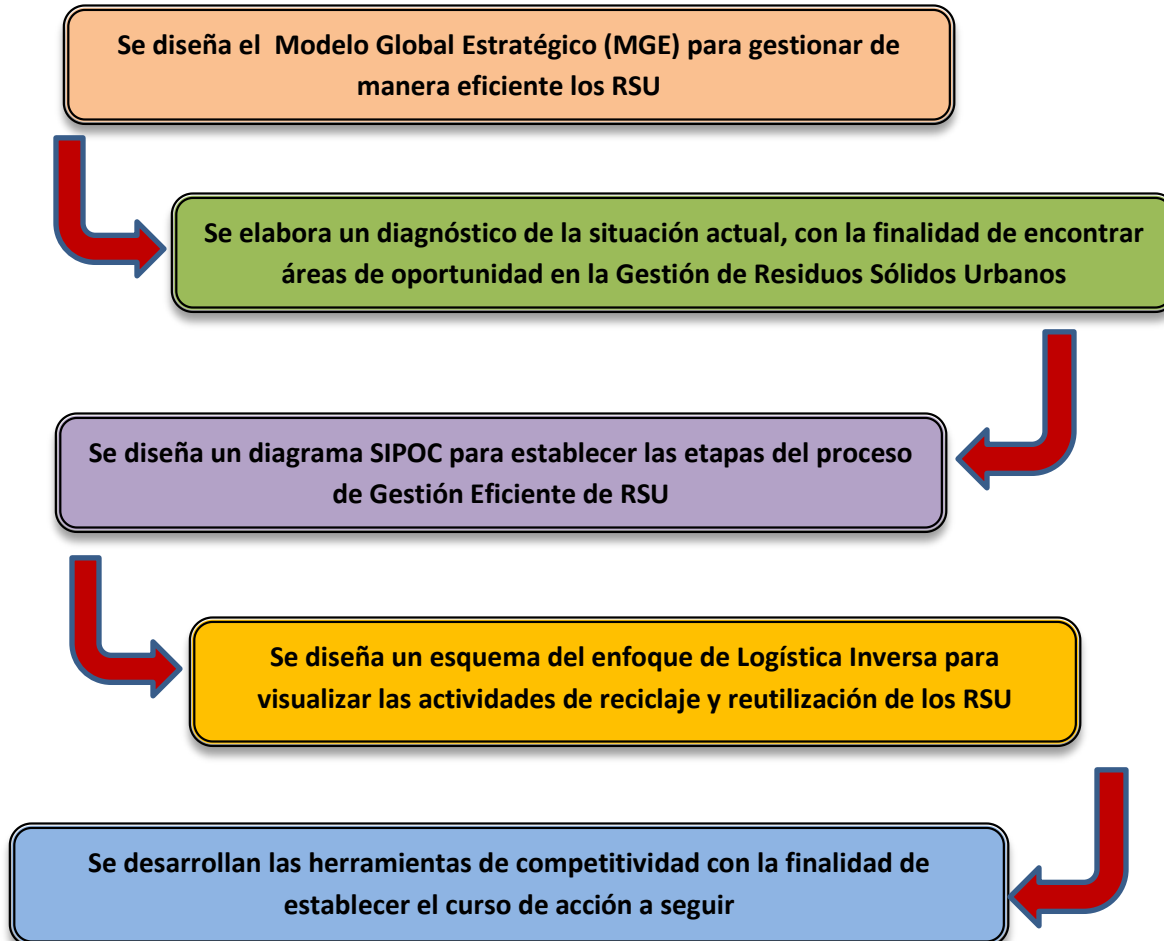 Se diseña el  Modelo Global Estratégico (MGE) para gestionar de
manera eficiente los RSU
Se elabora un diagnóstico de la situación actual, con la finalidad de encontrar
áreas de oportunidad en la Gestión de Residuos Sólidos Urbanos
Se diseña un diagrama SIPOC para establecer las etapas del proceso
de Gestión Eficiente de RSU
Se diseña un esquema del enfoque de Logística Inversa para
visualizar las actividades de reciclaje y reutilización de los RSU
Se desarrollan las herramientas de competitividad con la finalidad de
establecer el curso de acción a seguir